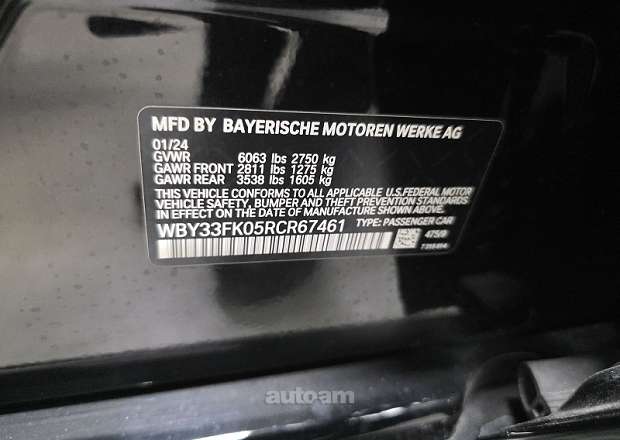 MFD BY BAYERISCHE MOTOREN WERKE AG
01/24
GVWR 6063 lbs 2750 kg
GAWR FRONT 2811 lbs 1275 kg
GAWR REAR 3538 lbs 1605 kg
THIS VEHICLE CONFORMS TO ALL APPLICABLE U.S.FEDERAL MOTOR
VEHICLE SAFETY, BUMPER AND THEFT PREVENTION STANDARDS
IN EFFECT ON THE DATE OF MANUFACTURE SHOWN ABOVE.
WBY33FK05RCR67461 TYPE: PASSENGER CAR
475/9
autoam